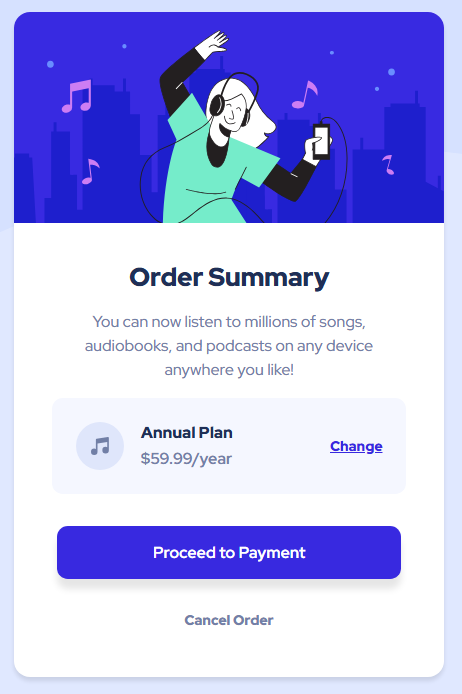 Order Summary
You can now listen to millions of songs,
audiobooks, and podcasts on any device
anywhere you like!
Annual Plan
$59.99/year
Change
Proceed to Payment
Cancel Order